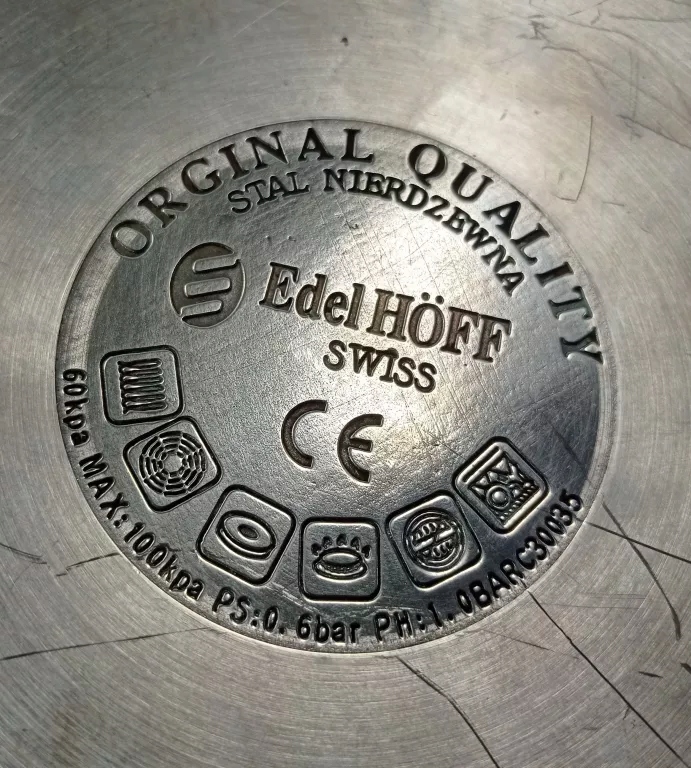 ORGINAL QUALITY
STAL NIERDZEWNA
EdelHÖFF
SWISS
CE
60kpa MAX:100kpa PS:0.6bar PH:1.0BARC30035